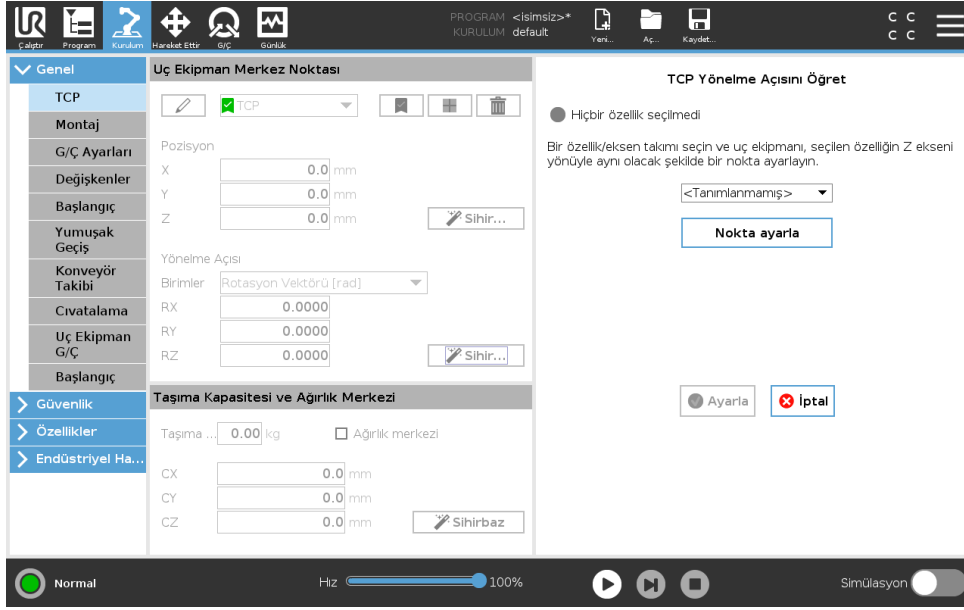 PROGRAM <isimsiz>*
KURULUM default
Çalıştır
Program
Kurulum
Hareket Ettir
G/Ç
Günlük
Yeni...
Aç...
Kaydet...
C C
C C
Genel
TCP
Montaj
G/Ç Ayarları
Değişkenler
Başlangıç
Yumuşak
Geçiş
Konveyör
Takibi
Cıvatalama
Uç Ekipman
G/Ç
Başlangıç
Güvenlik
Özellikler
Endüstriyel Ha...
Uç Ekipman Merkez Noktası
TCP
Pozisyon
X 0.0 mm
Y 0.0 mm
Z 0.0 mm
Sihir...
Yönelme Açısı
Birimler Rotasyon Vektörü [rad]
RX 0.0000
RY 0.0000
RZ 0.0000
Sihir...
Taşıma Kapasitesi ve Ağırlık Merkezi
Taşıma ... 0.00 kg
Ağırlık merkezi
CX 0.0 mm
CY 0.0 mm
CZ 0.0 mm
Sihirbaz
TCP Yönelme Açısını Öğret
Hiçbir özellik seçilmedi
Bir özellik/eksen takımı seçin ve uç ekipmanı, seçilen özelliğin Z ekseni
yönüyle aynı olacak şekilde bir nokta ayarlayın.
<Tanımlanmamış>
Nokta ayarla
Ayarla
İptal
Normal
Hız
100%
Simülasyon